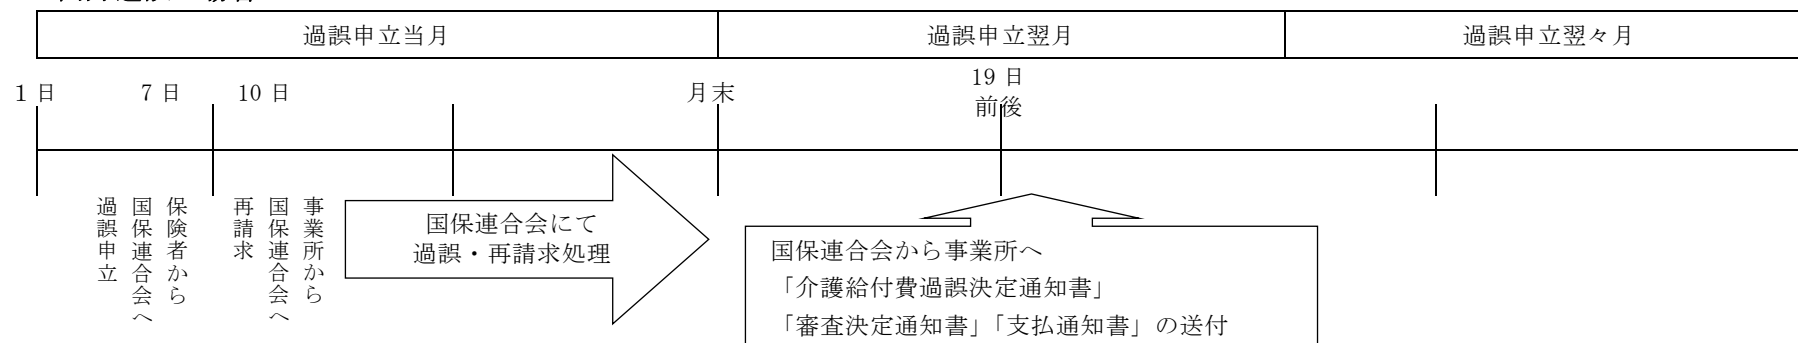 過誤申立当月
過誤申立翌月
過誤申立翌々月
1日
7日
10日
月末
19日
前後
保険者から
国保連合会へ
過誤申立
事業所から
国保連合会へ
再請求
国保連合会にて
過誤・再請求処理
国保連合会から事業所へ
「介護給付費過誤決定通知書」
「審査決定通知書」「支払通知書」の送付